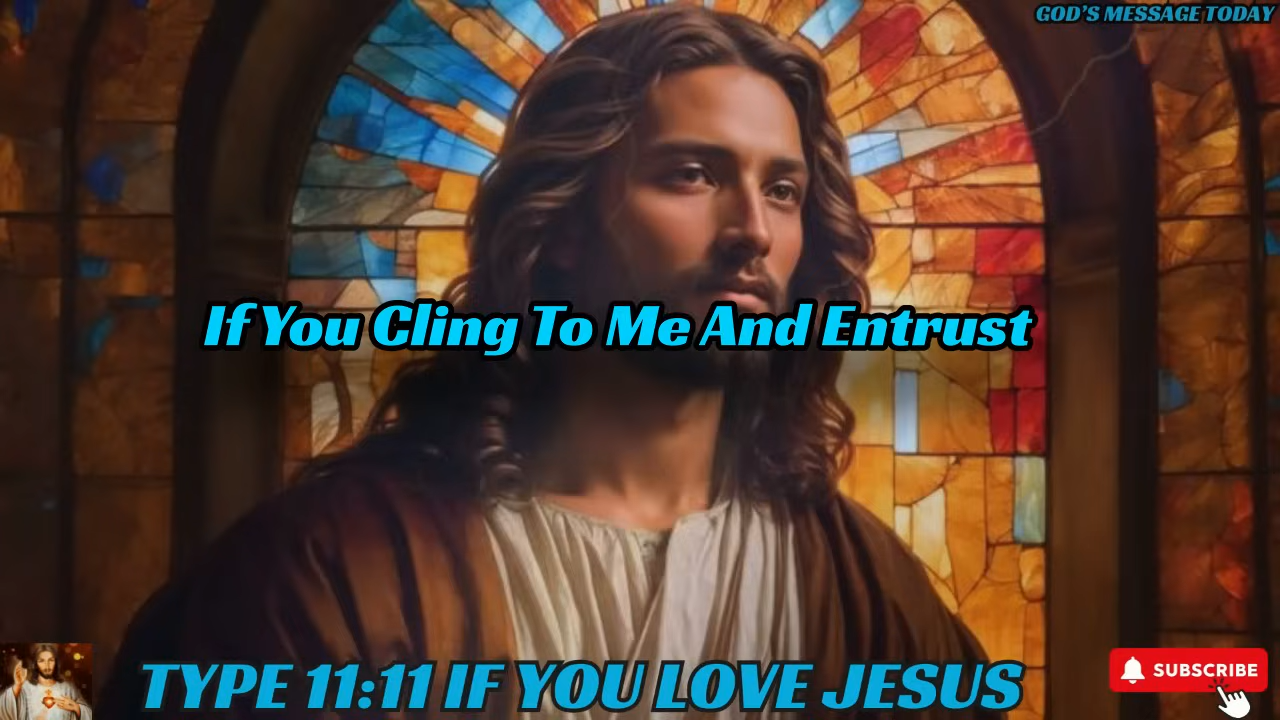 GOD'S MESSAGE TODAY
If You Cling To Me And Entrust
TYPE 11:11 IF YOU LOVE JESUS
SUBSCRIBE